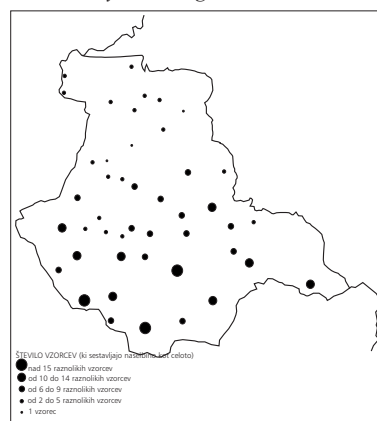 ŠTEVILO VZORCEV (ki sestavljajo naselbino kot celoto)
nad 15 raznolikih vzorcev
od 10 do 14 raznolikih vzorcev
od 6 do 9 raznolikih vzorcev
od 2 do 5 raznolikih vzorcev
1 vzorec